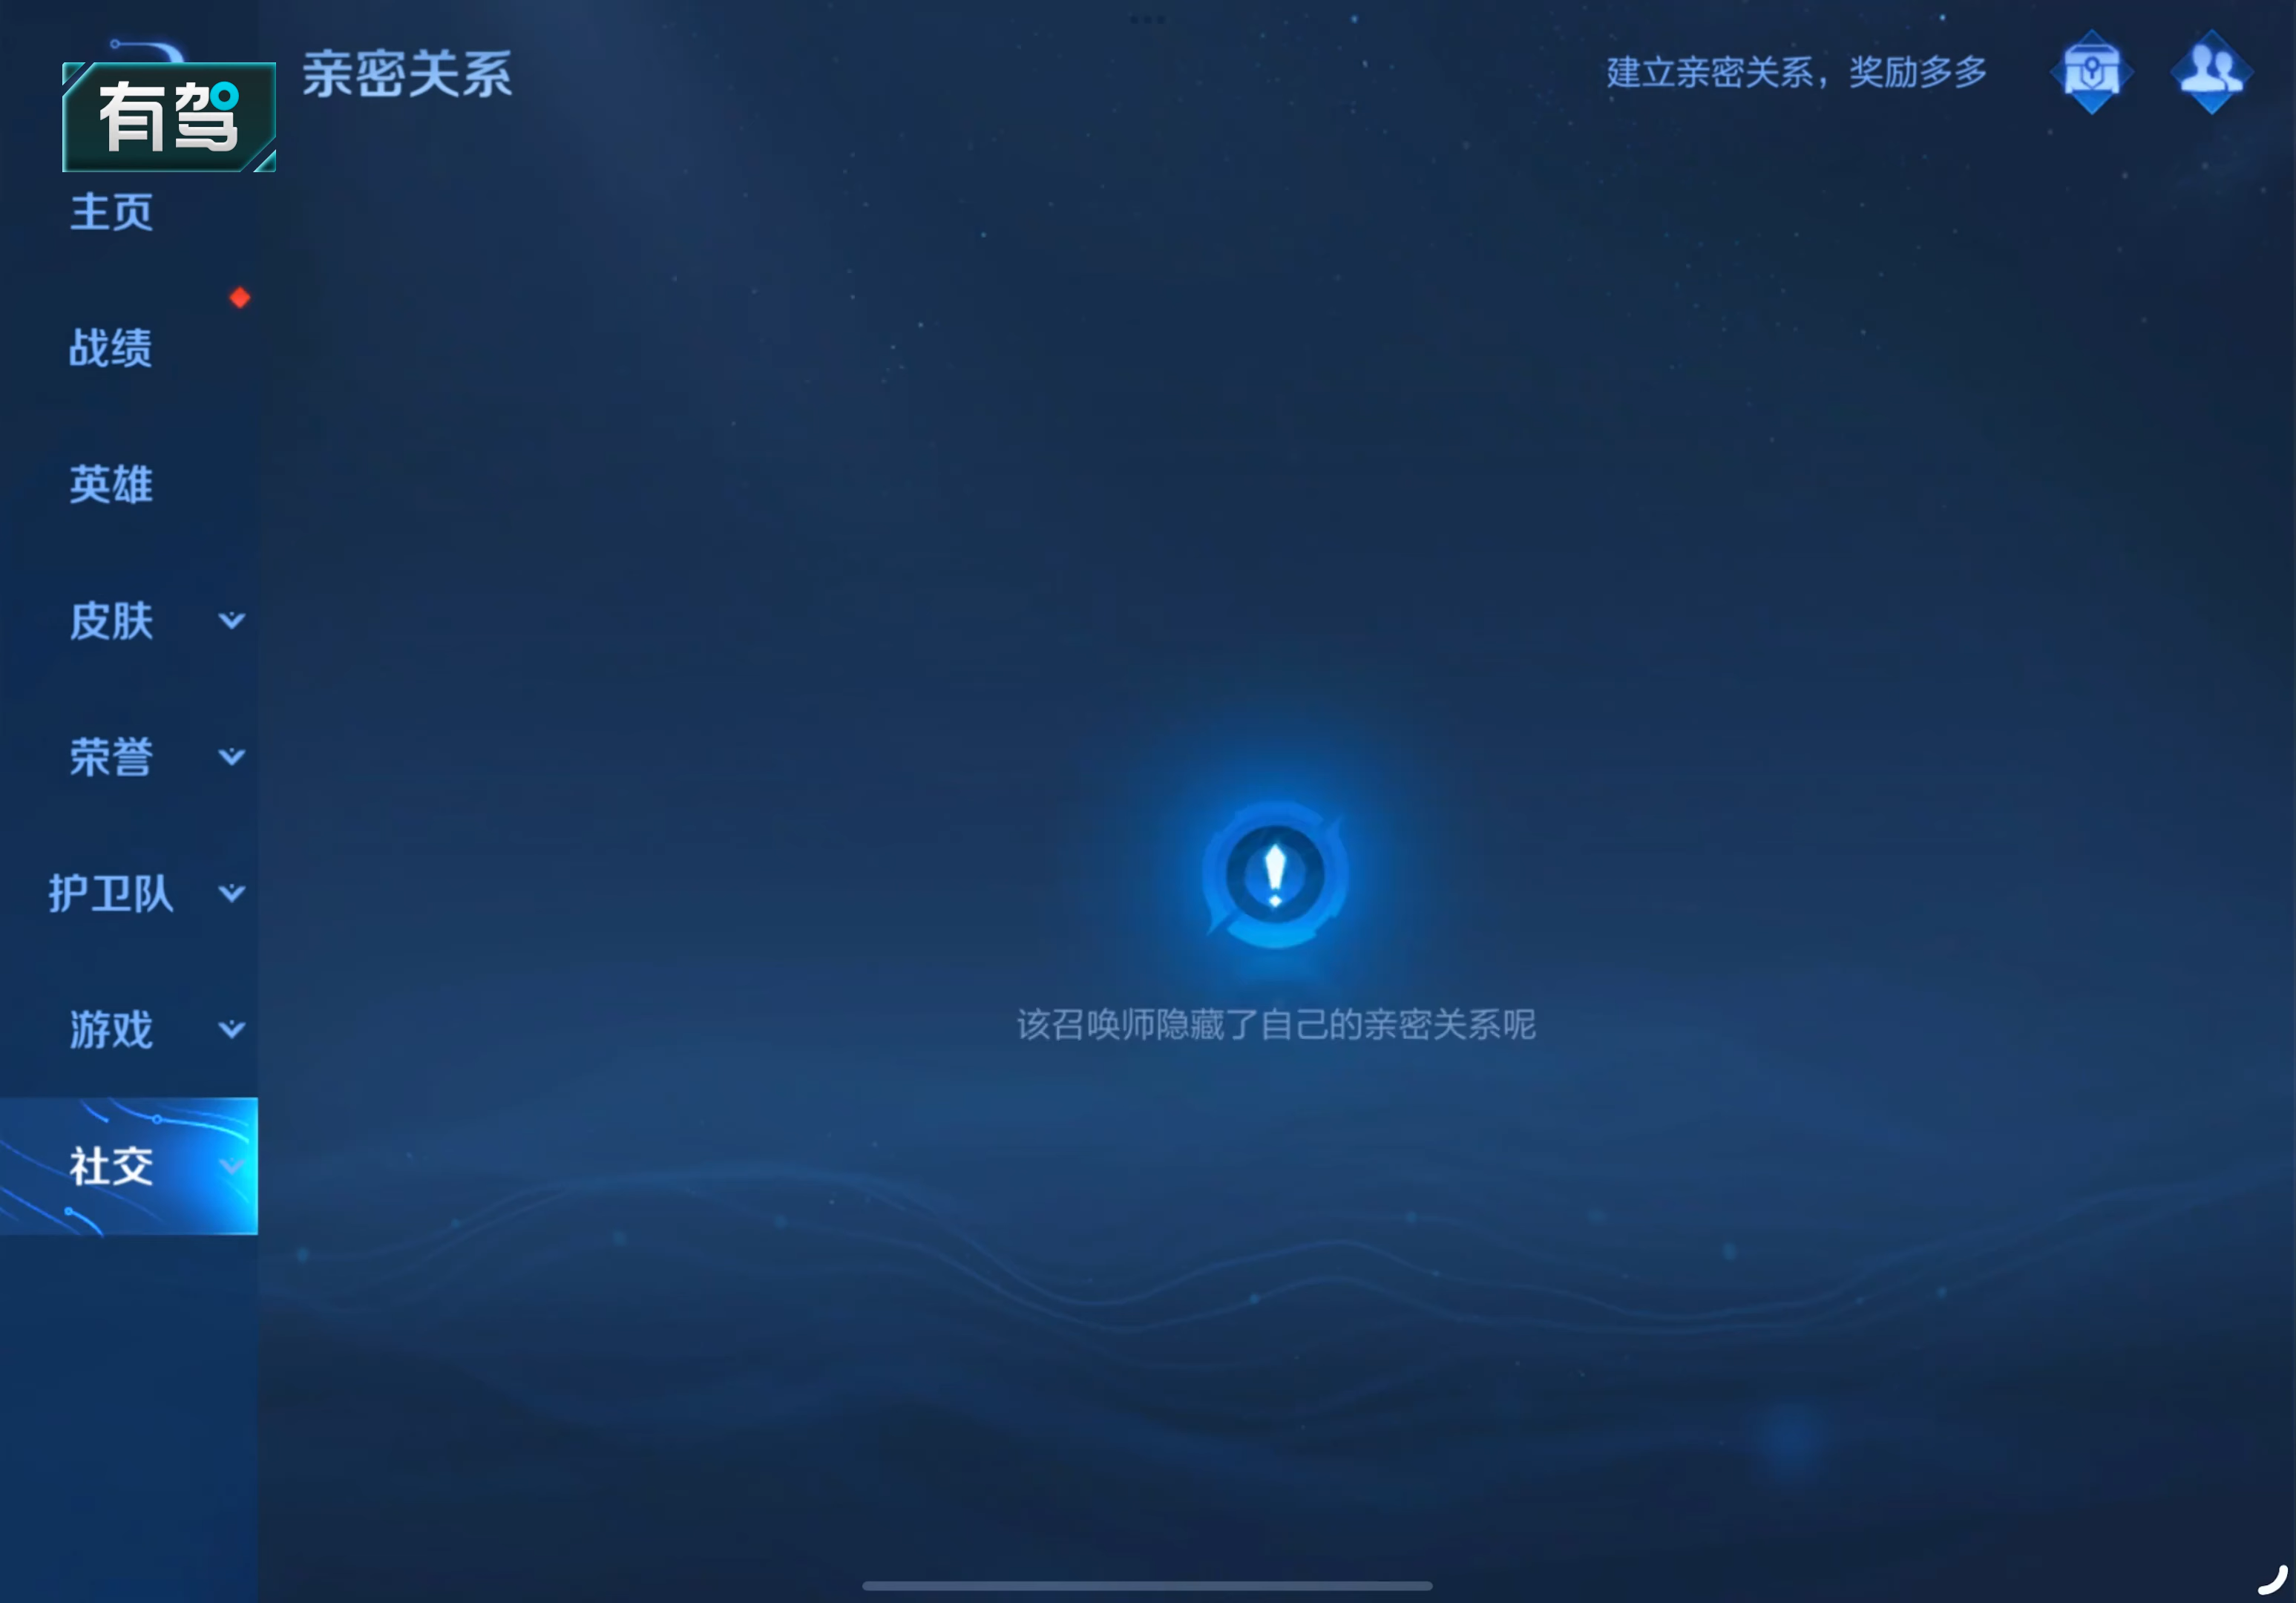 有驾
亲密关系
建立亲密关系，奖励多多
主页
战绩
英雄
皮肤
荣誉
护卫队
游戏
社交
该召唤师隐藏了自己的亲密关系呢